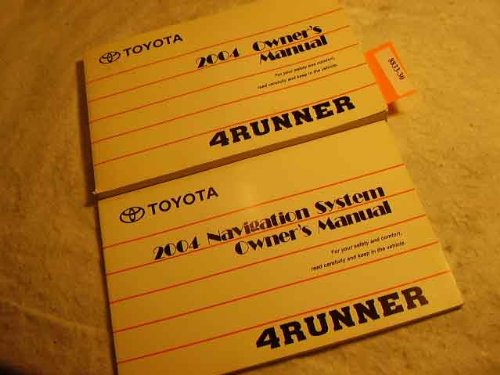 TOYOTA
2004 Owner's
Manual
For your safety and comfort,
read carefully and keep in the vehicle.
4RUNNER
TOYOTA
2004 Navigation System
Owner's Manual
For your safety and comfort,
read carefully and keep in the vehicle.
4RUNNER